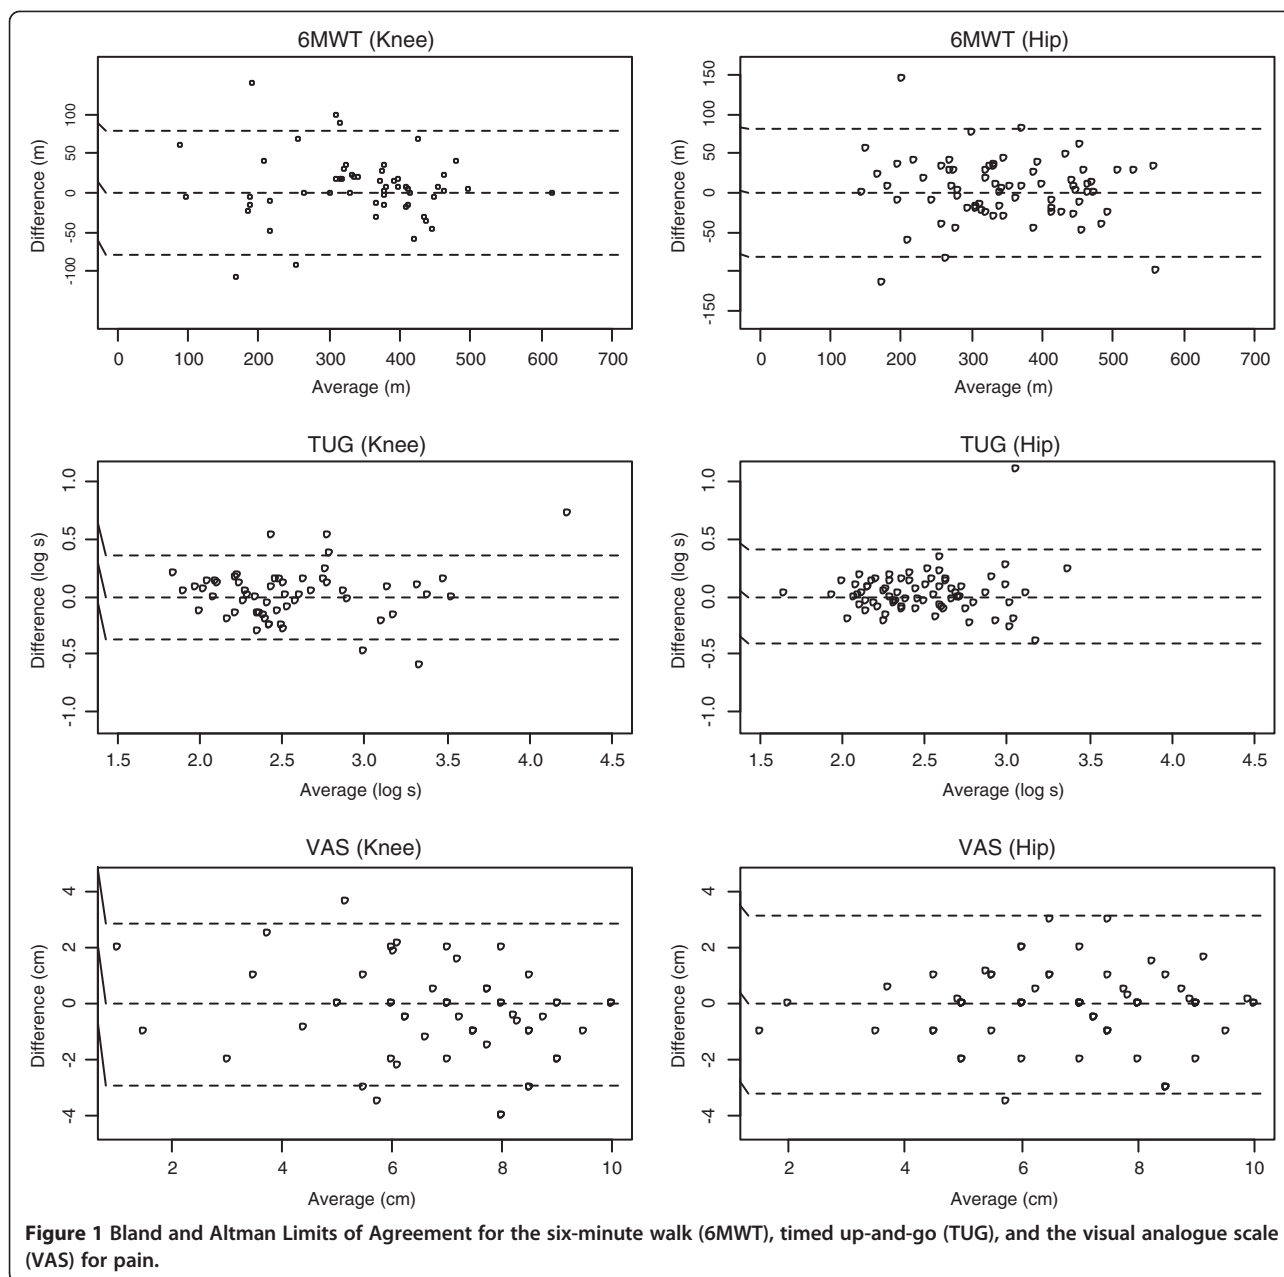 6MWT (Knee)
Difference (m)
100
50
0
-50
-100
0 100 200 300 400 500 600 700
Average (m)
6MWT (Hip)
Difference (m)
150
100
50
0
-50
-150
0 100 200 300 400 500 600 700
Average (m)
TUG (Knee)
Difference (log s)
1.0
0.5
0.0
-0.5
-1.0
1.5 2.0 2.5 3.0 3.5 4.0 4.5
Average (log s)
TUG (Hip)
Difference (log s)
1.0
0.5
0.0
-0.5
-1.0
1.5 2.0 2.5 3.0 3.5 4.0 4.5
Average (log s)
VAS (Knee)
Difference (cm)
4
2
0
-2
-4
2 4 6 8 10
Average (cm)
VAS (Hip)
Difference (cm)
4
2
0
-2
-4
2 4 6 8 10
Average (cm)
Figure 1 Bland and Altman Limits of Agreement for the six-minute walk (6MWT), timed up-and-go (TUG), and the visual analogue scale
(VAS) for pain.